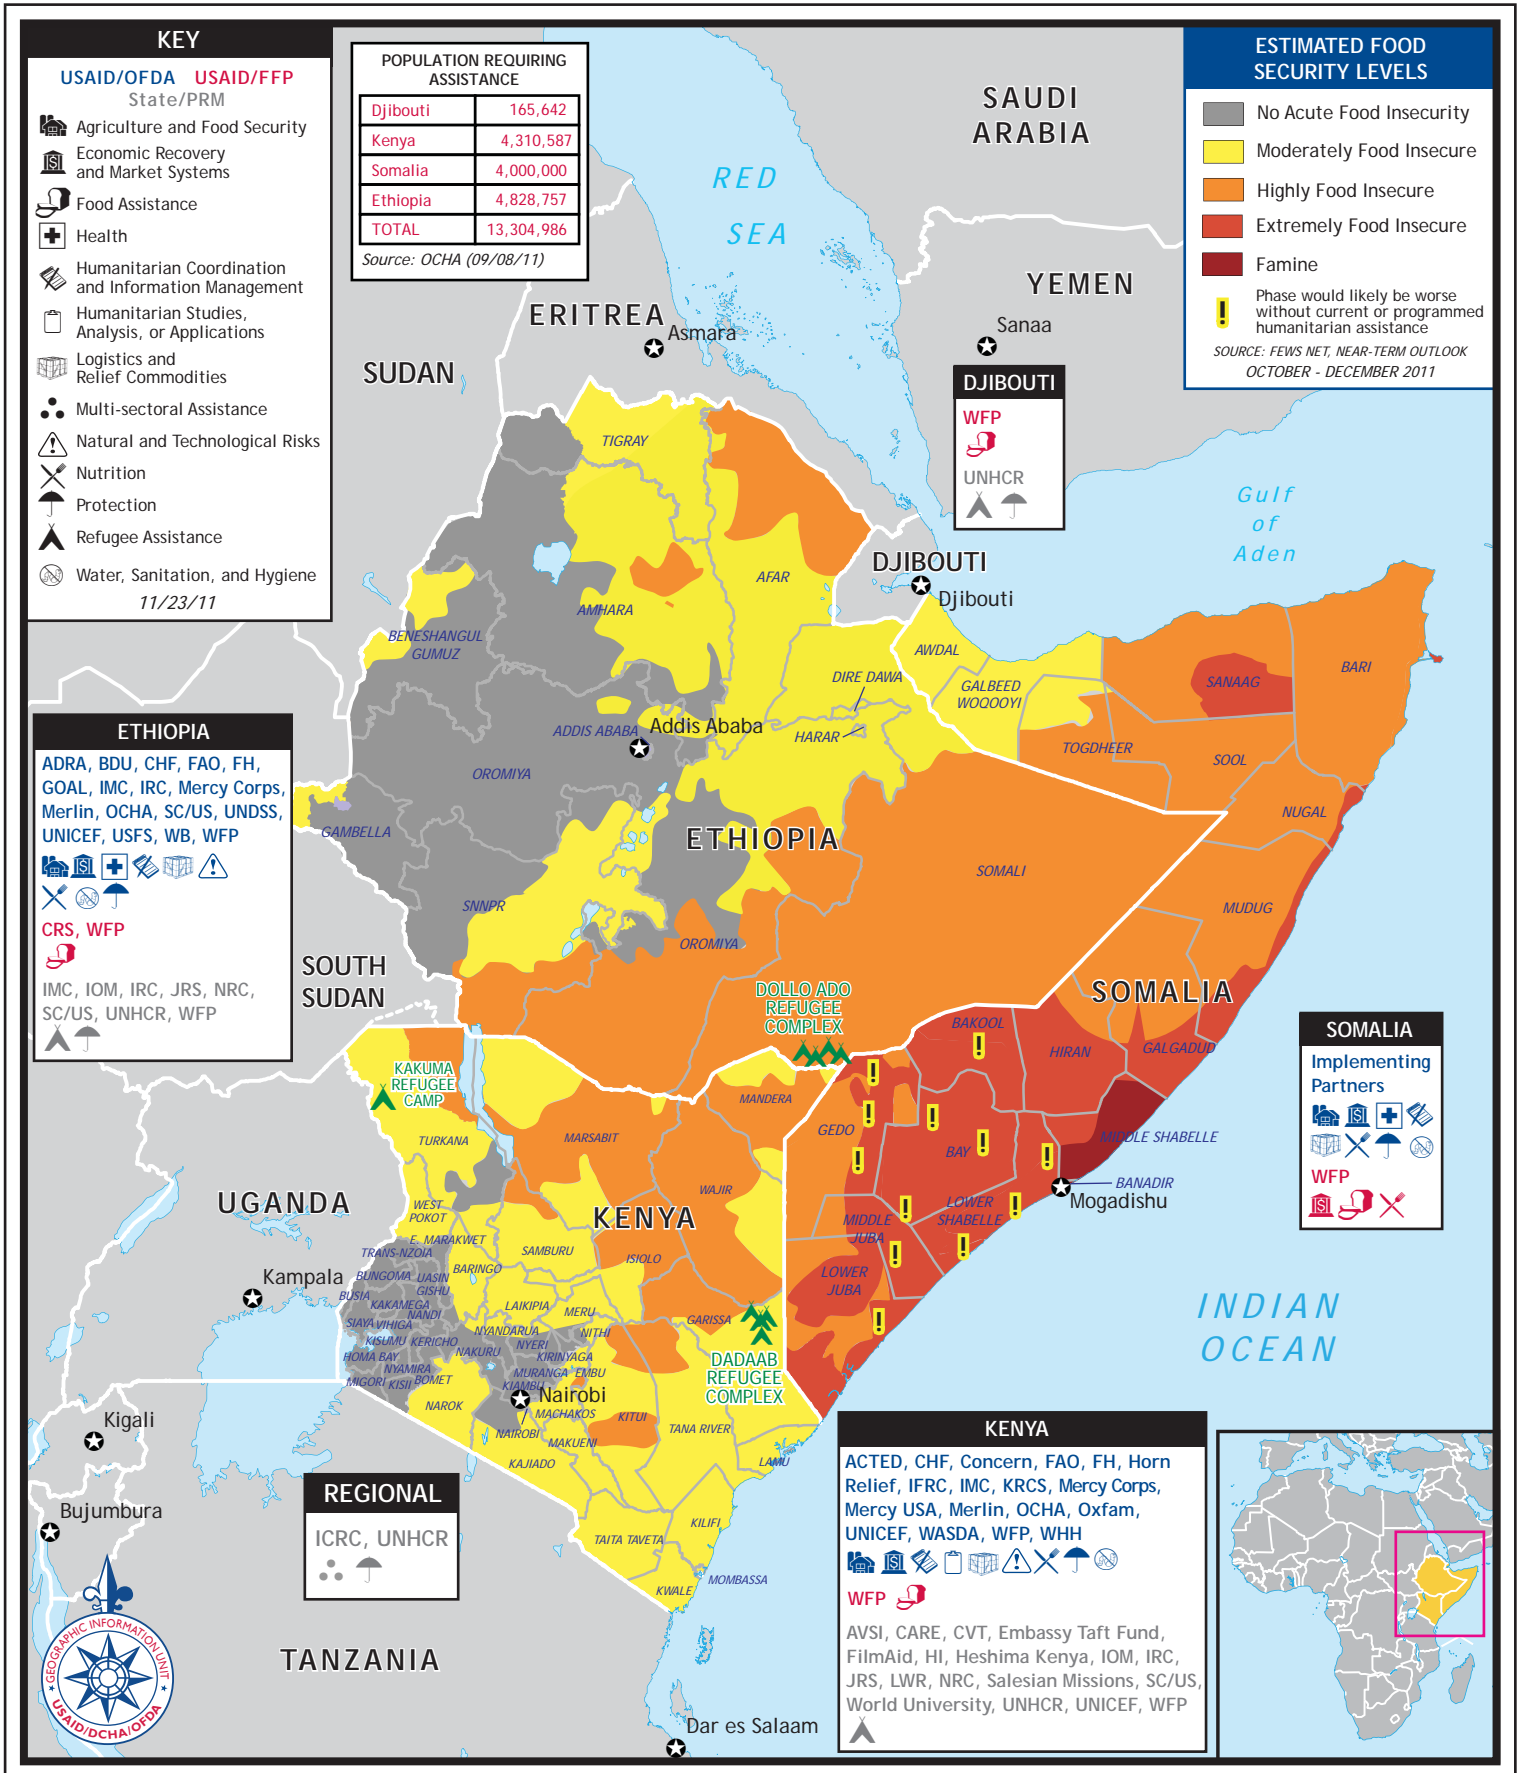 KEY
USAID/OFDA USAID/FFP
State/PRM
Agriculture and Food Security
Economic Recovery
and Market Systems
Food Assistance
Health
Humanitarian Coordination
and Information Management
Humanitarian Studies,
Analysis, or Applications
Logistics and
Relief Commodities
Multi-sectoral Assistance
Natural and Technological Risks
Nutrition
Protection
Refugee Assistance
Water, Sanitation, and Hygiene
11/23/11
POPULATION REQUIRING
ASSISTANCE
Djibouti 165,642
Kenya 4,310,587
Somalia 4,000,000
Ethiopia 4,828,757
TOTAL 13,304,986
Source: OCHA (09/08/11)
ESTIMATED FOOD
SECURITY LEVELS
No Acute Food Insecurity
Moderately Food Insecure
Highly Food Insecure
Extremely Food Insecure
Famine
Phase would likely be worse
without current or programmed
humanitarian assistance
SOURCE: FEWS NET, NEAR-TERM OUTLOOK
OCTOBER - DECEMBER 2011
SAUDI
ARABIA
RED
SEA
YEMEN
Sanaa
ERITREA
Asmara
SUDAN
DJIBOUTI
WFP
UNHCR
Gulf
of
Aden
DJIBOUTI
Djibouti
TIGRAY
AFAR
AMHARA
BENESHANGUL
GUMUZ
DIRE DAWA
HARAR
ADDIS ABABA
Addis Ababa
OROMIYA
GAMBELLA
ETHIOPIA
SNNPR
OROMIYA
SOMALI
AWDAL
GALBEED
WOQOOYI
TOGDHEER
SANAAG
SOOL
BARI
NUGAL
MUDUG
SOMALIA
GALGADUD
HIRAN
BAKOOL
GEDO
BAY
MIDDLE SHABELLE
BANADIR
Mogadishu
LOWER
SHABELLE
MIDDLE
JUBA
LOWER
JUBA
ETHIOPIA
ADRA, BDU, CHF, FAO, FH,
GOAL, IMC, IRC, Mercy Corps,
Merlin, OCHA, SC/US, UNDSS,
UNICEF, USFS, WB, WFP
CRS, WFP
IMC, IOM, IRC, JRS, NRC,
SC/US, UNHCR, WFP
SOUTH
SUDAN
DOLLO ADO
REFUGEE
COMPLEX
KAKUMA
REFUGEE
CAMP
SOMALIA
Implementing
Partners
WFP
TURKANA
MARSABIT
MANDERA
WAJIR
WEST
POKOT
KENYA
UGANDA
Kampala
E. MARAKWET
TRANS-NZOIA
SAMBURU
ISIOLO
BARINGO
BUNGOMA
UASIN
GISHU
BUSIA
KAKAMEGA
NANDI
LAIKIPIA
MERU
SIAYA
VIHIGA
KISUMU
KERICHO
NYANDARUA
NYERI
NITHI
GARISSA
HOMA BAY
NAKURU
KIRINYAGA
NYAMIRA
MURANGA
EMBU
MIGORI
KISII
BOMET
KIAMBU
Nairobi
NAROK
MACHAKOS
NAIROBI
MAKUENI
KITUI
TANA RIVER
KAJIADO
LAMU
DADAAB
REFUGEE
COMPLEX
TAITA TAVETA
KILIFI
KWALE
MOMBASSA
INDIAN
OCEAN
Kigali
Bujumbura
REGIONAL
ICRC, UNHCR
KENYA
ACTED, CHF, Concern, FAO, FH, Horn
Relief, IFRC, IMC, KRCS, Mercy Corps,
Mercy USA, Merlin, OCHA, Oxfam,
UNICEF, WASDA, WFP, WHH
WFP
AVSI, CARE, CVT, Embassy Taft Fund,
FilmAid, HI, Heshima Kenya, IOM, IRC,
JRS, LWR, NRC, Salesian Missions, SC/US,
World University, UNHCR, UNICEF, WFP
TANZANIA
Dar es Salaam
GEOGRAPHIC INFORMATION UNIT
USAID/DCHA/OFDA